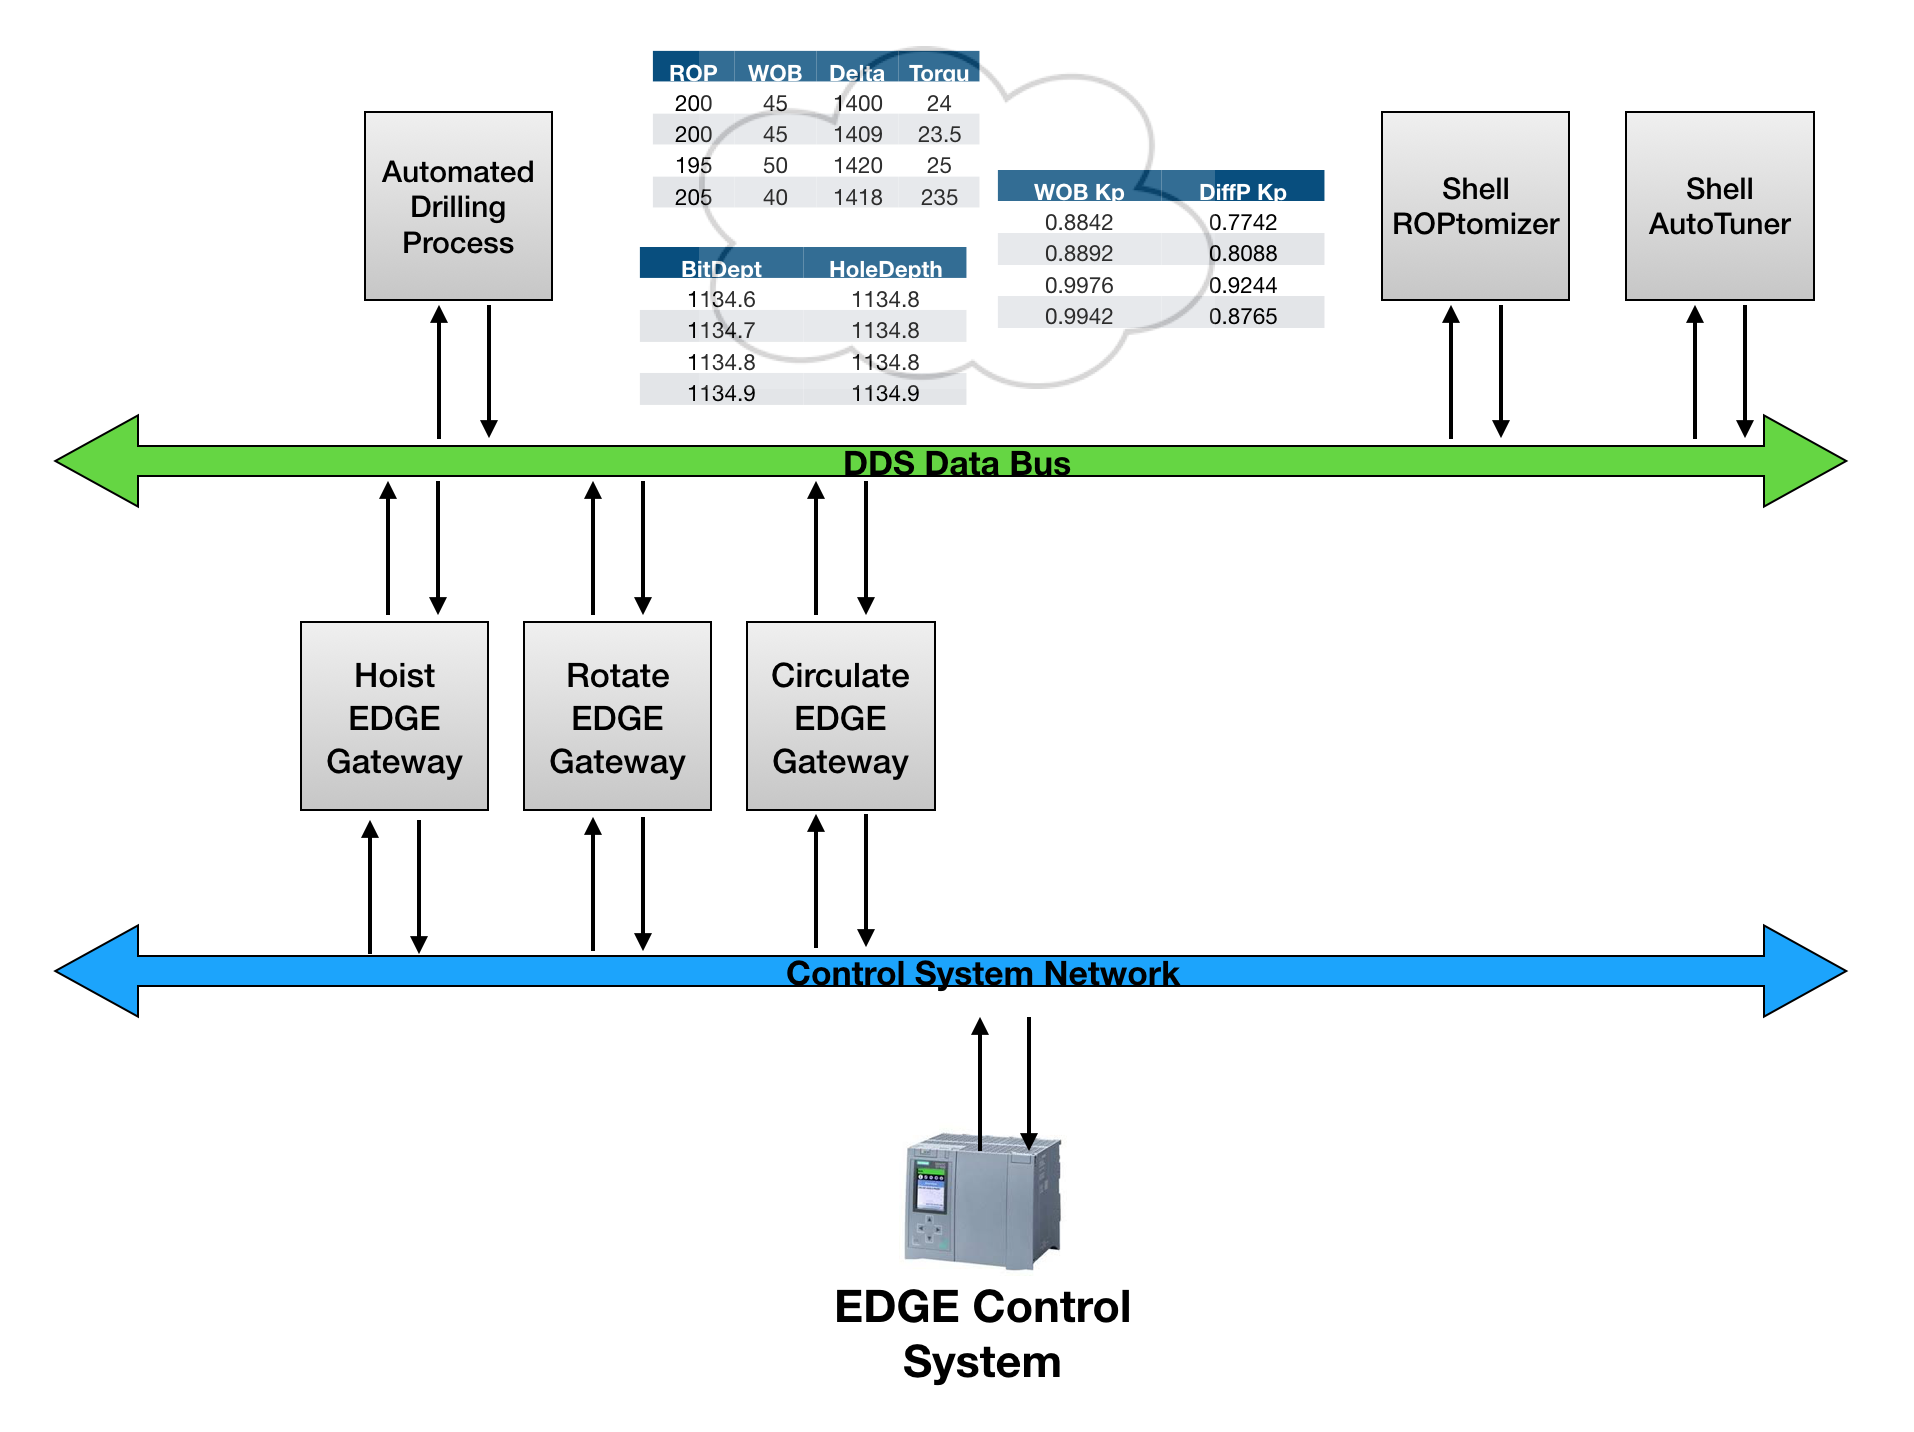 ROP WOB Delta Torqu
200 45 1400 24
200 45 1409 23.5
195 50 1420 25
205 40 1418 235
WOB Kp DiffP Kp
0.8842 0.7742
0.8892 0.8088
0.9976 0.9244
0.9942 0.8765
BitDept HoleDepth
1134.6 1134.8
1134.7 1134.8
1134.8 1134.8
1134.9 1134.9
Automated
Drilling
Process
Shell
ROPtomizer
Shell
AutoTuner
DDS Data Bus
Hoist
EDGE
Gateway
Rotate
EDGE
Gateway
Circulate
EDGE
Gateway
Control System Network
EDGE Control
System